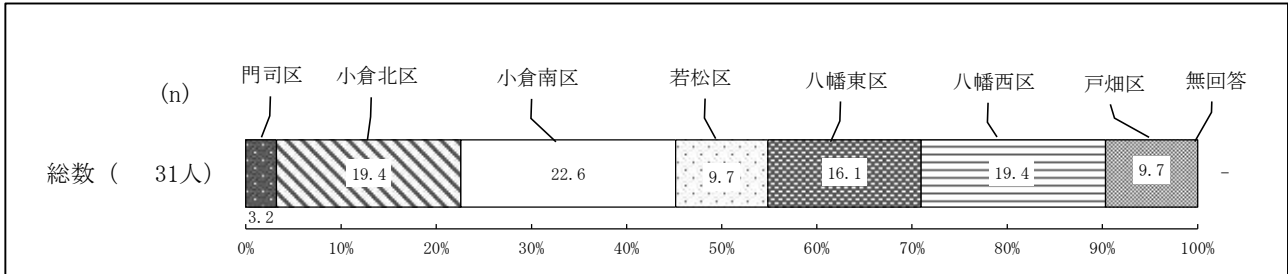 門司区 小倉北区 小倉南区 若松区 八幡東区 八幡西区 戸畑区 無回答
(n)
総数 ( 31人) 19.4 22.6 9.7 16.1 19.4 9.7 -
3.2
0% 10% 20% 30% 40% 50% 60% 70% 80% 90% 100%